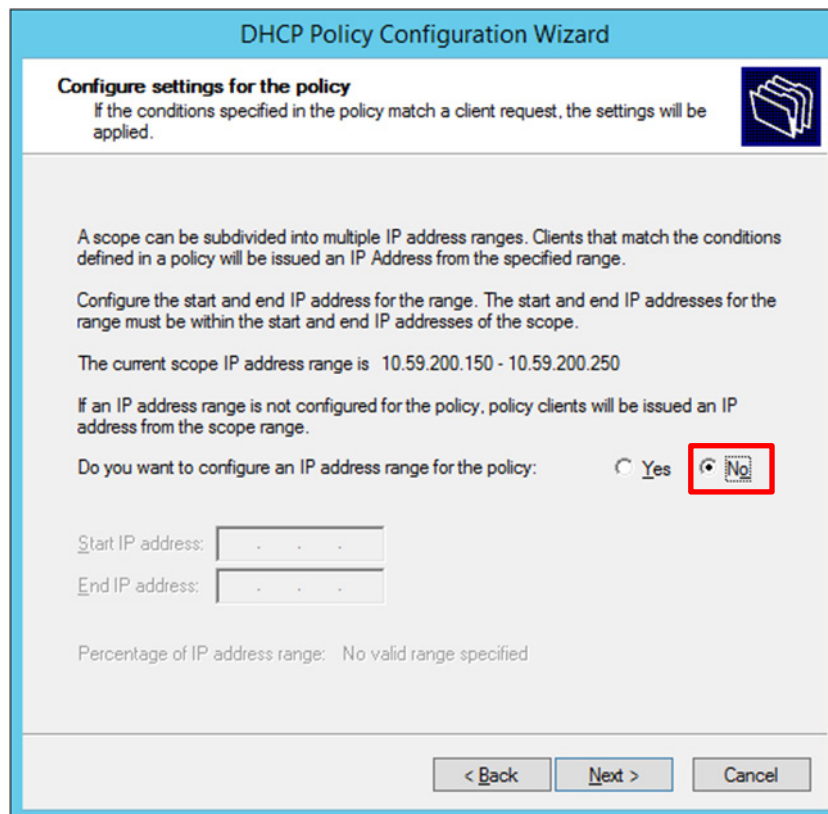 DHCP Policy Configuration Wizard
Configure settings for the policy
If the conditions specified in the policy match a client request, the settings will be
applied.
A scope can be subdivided into multiple IP address ranges. Clients that match the conditions
defined in a policy will be issued an IP Address from the specified range.
Configure the start and end IP address for the range. The start and end IP addresses for the
range must be within the start and end IP addresses of the scope.
The current scope IP address range is 10.59.200.150 - 10.59.200.250
If an IP address range is not configured for the policy, policy clients will be issued an IP
address from the scope range.
Do you want to configure an IP address range for the policy: Yes No
Start IP address: . . .
End IP address: . . .
Percentage of IP address range: No valid range specified
< Back Next > Cancel